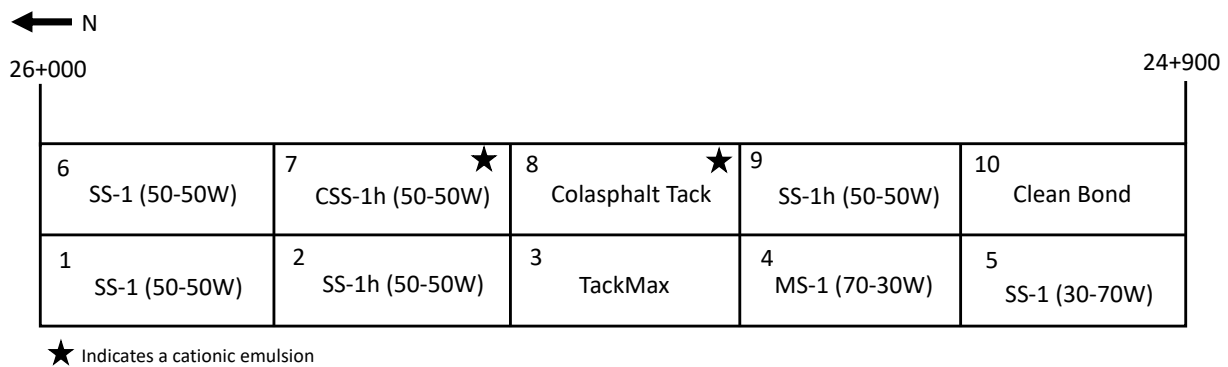 N
26+000
24+900
6
SS-1 (50-50W)
7
CSS-1h (50-50W)
8
Colasphalt Tack
9
SS-1h (50-50W)
10
Clean Bond
1
SS-1 (50-50W)
2
SS-1h (50-50W)
3
TackMax
4
MS-1 (70-30W)
5
SS-1 (30-70W)
Indicates a cationic emulsion